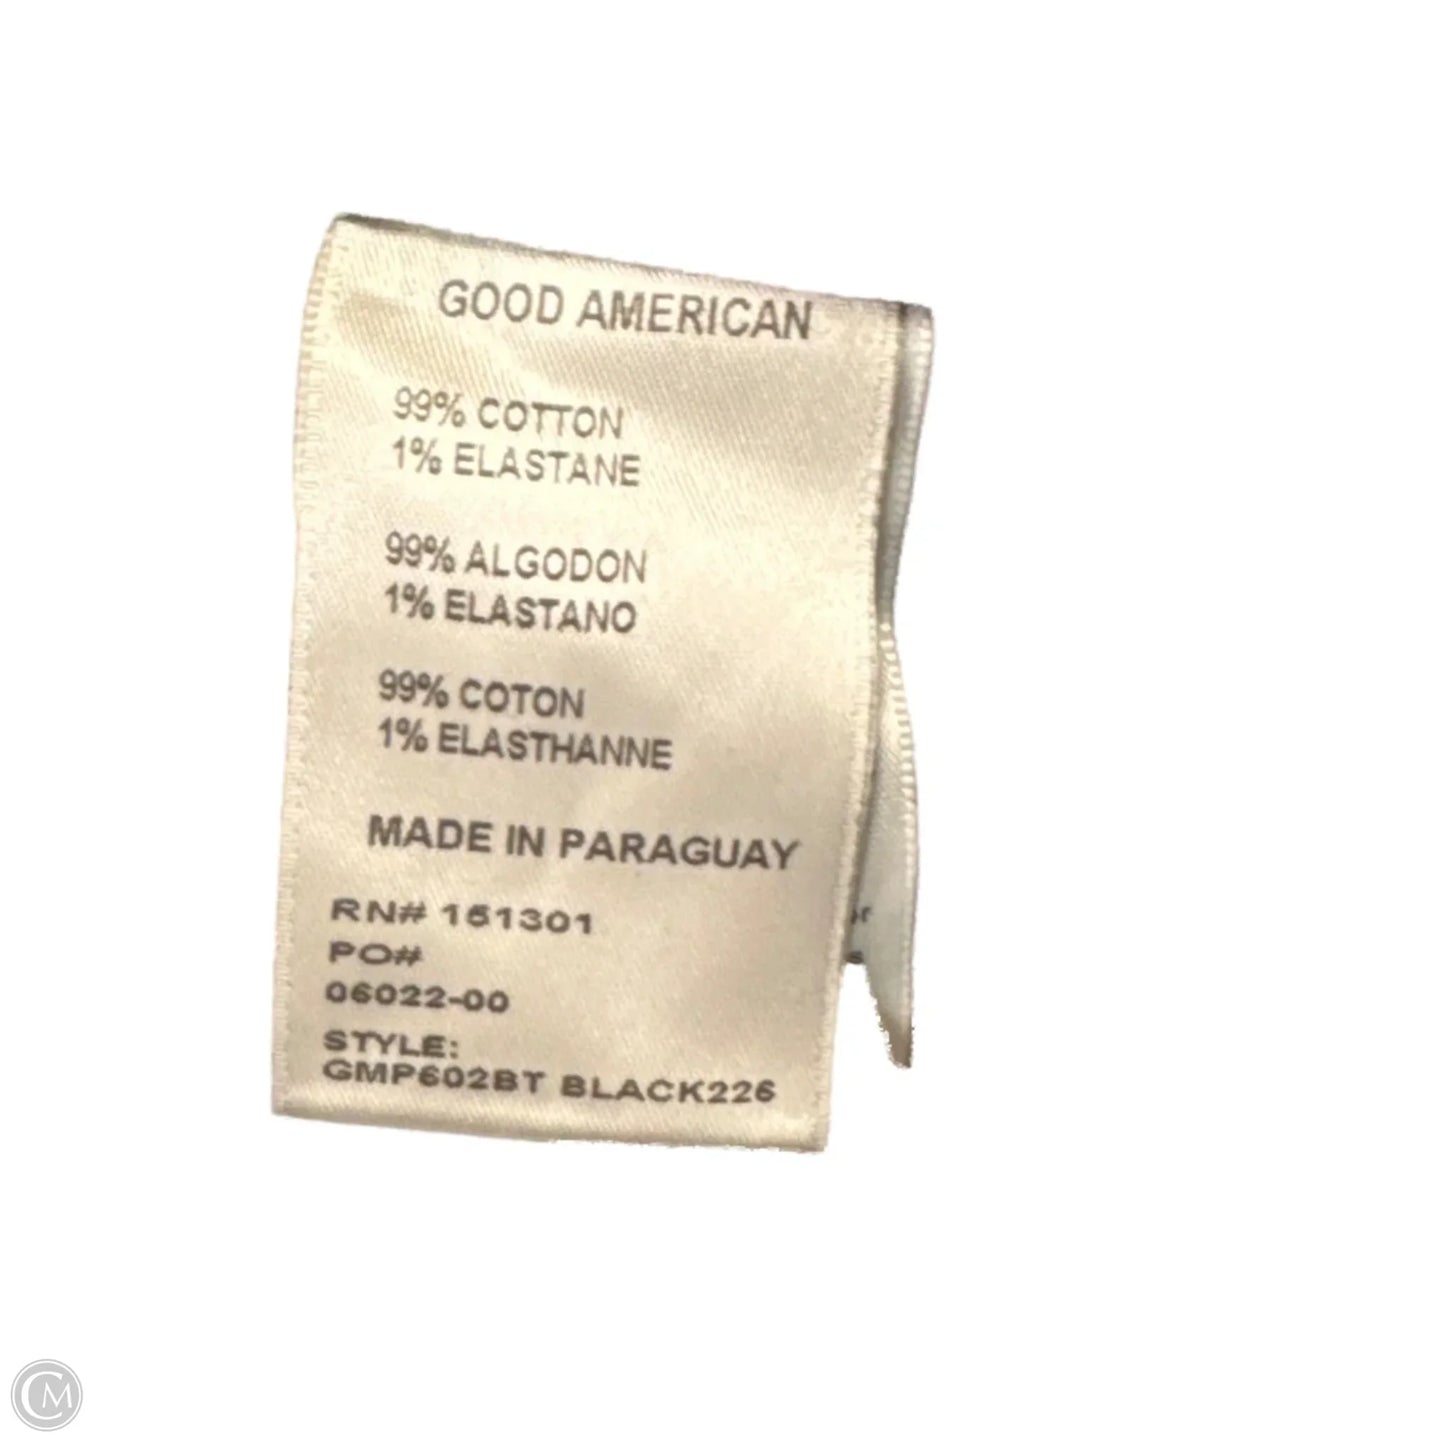 GOOD AMERICAN
99% COTTON
1% ELASTANE
99% ALGODON
1% ELASTANO
99% COTON
1% ELASTHANNE
MADE IN PARAGUAY
RN# 151301
PO#
06022-00
STYLE:
GMP602BT BLACK226
CM